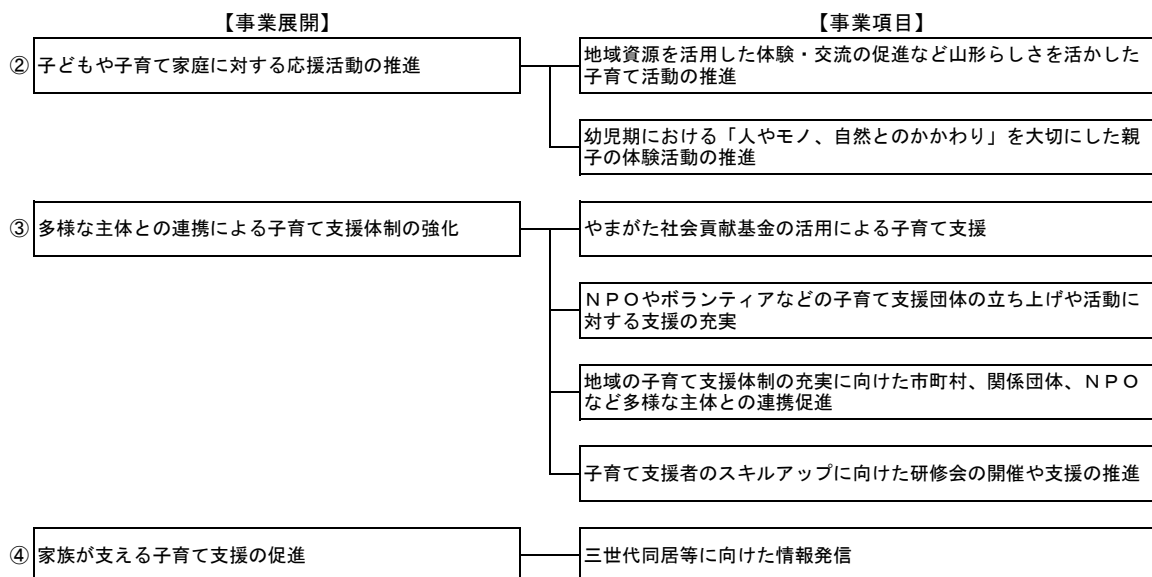 【事業展開】
【事業項目】
② 子どもや子育て家庭に対する応援活動の推進
地域資源を活用した体験・交流の促進など山形らしさを活かした
子育て活動の推進
幼児期における「人やモノ、自然とのかかわり」を大切にした親
子の体験活動の推進
③ 多様な主体との連携による子育て支援体制の強化
やまがた社会貢献基金の活用による子育て支援
ＮＰＯやボランティアなどの子育て支援団体の立ち上げや活動に
対する支援の充実
地域の子育て支援体制の充実に向けた市町村、関係団体、ＮＰＯ
など多様な主体との連携促進
子育て支援者のスキルアップに向けた研修会の開催や支援の推進
④ 家族が支える子育て支援の促進
三世代同居等に向けた情報発信